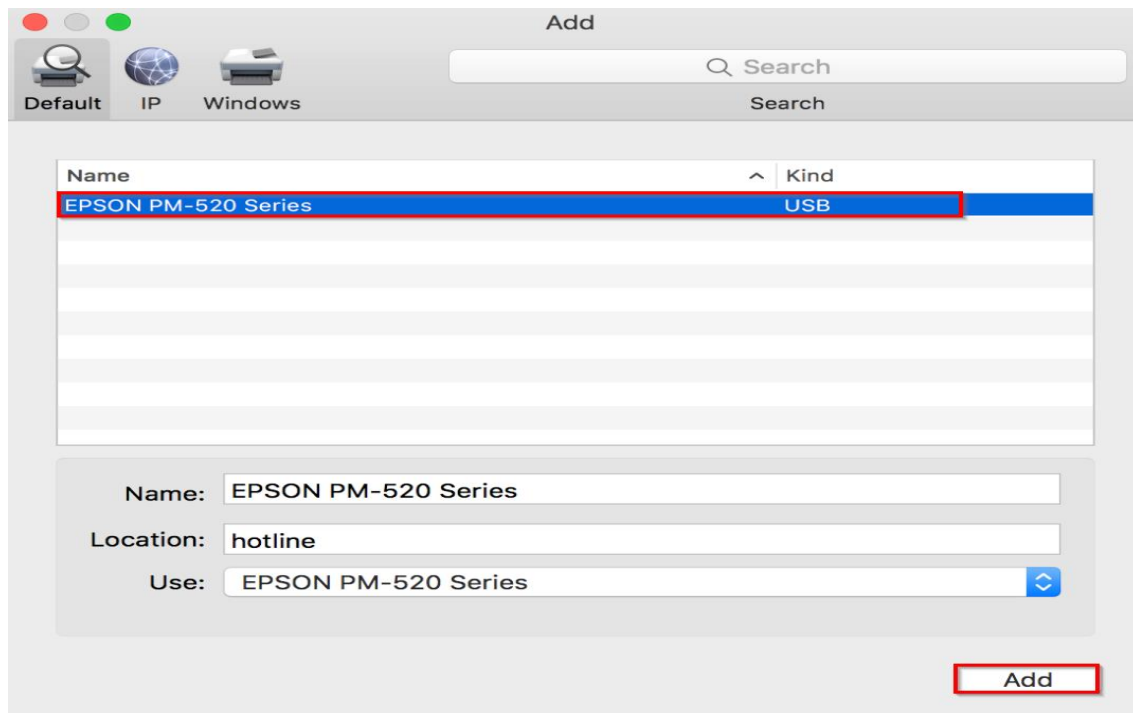 Add
Search
Default IP Windows Search
Name Kind
EPSON PM-520 Series USB
Name: EPSON PM-520 Series
Location: hotline
Use: EPSON PM-520 Series
Add